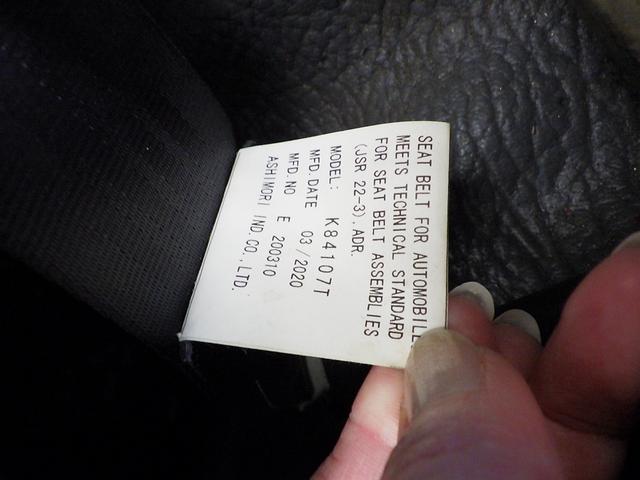 SEAT BELT FOR AUTOMOBILE
MEETS TECHNICAL STANDARD
FOR SEAT BELT ASSEMBLIES
(JSR 22-3), ADR.
MODEL: K84107T
MFD. DATE 03/2020
MFD. NO E 200310
ASHIMORI IND. CO., LTD.